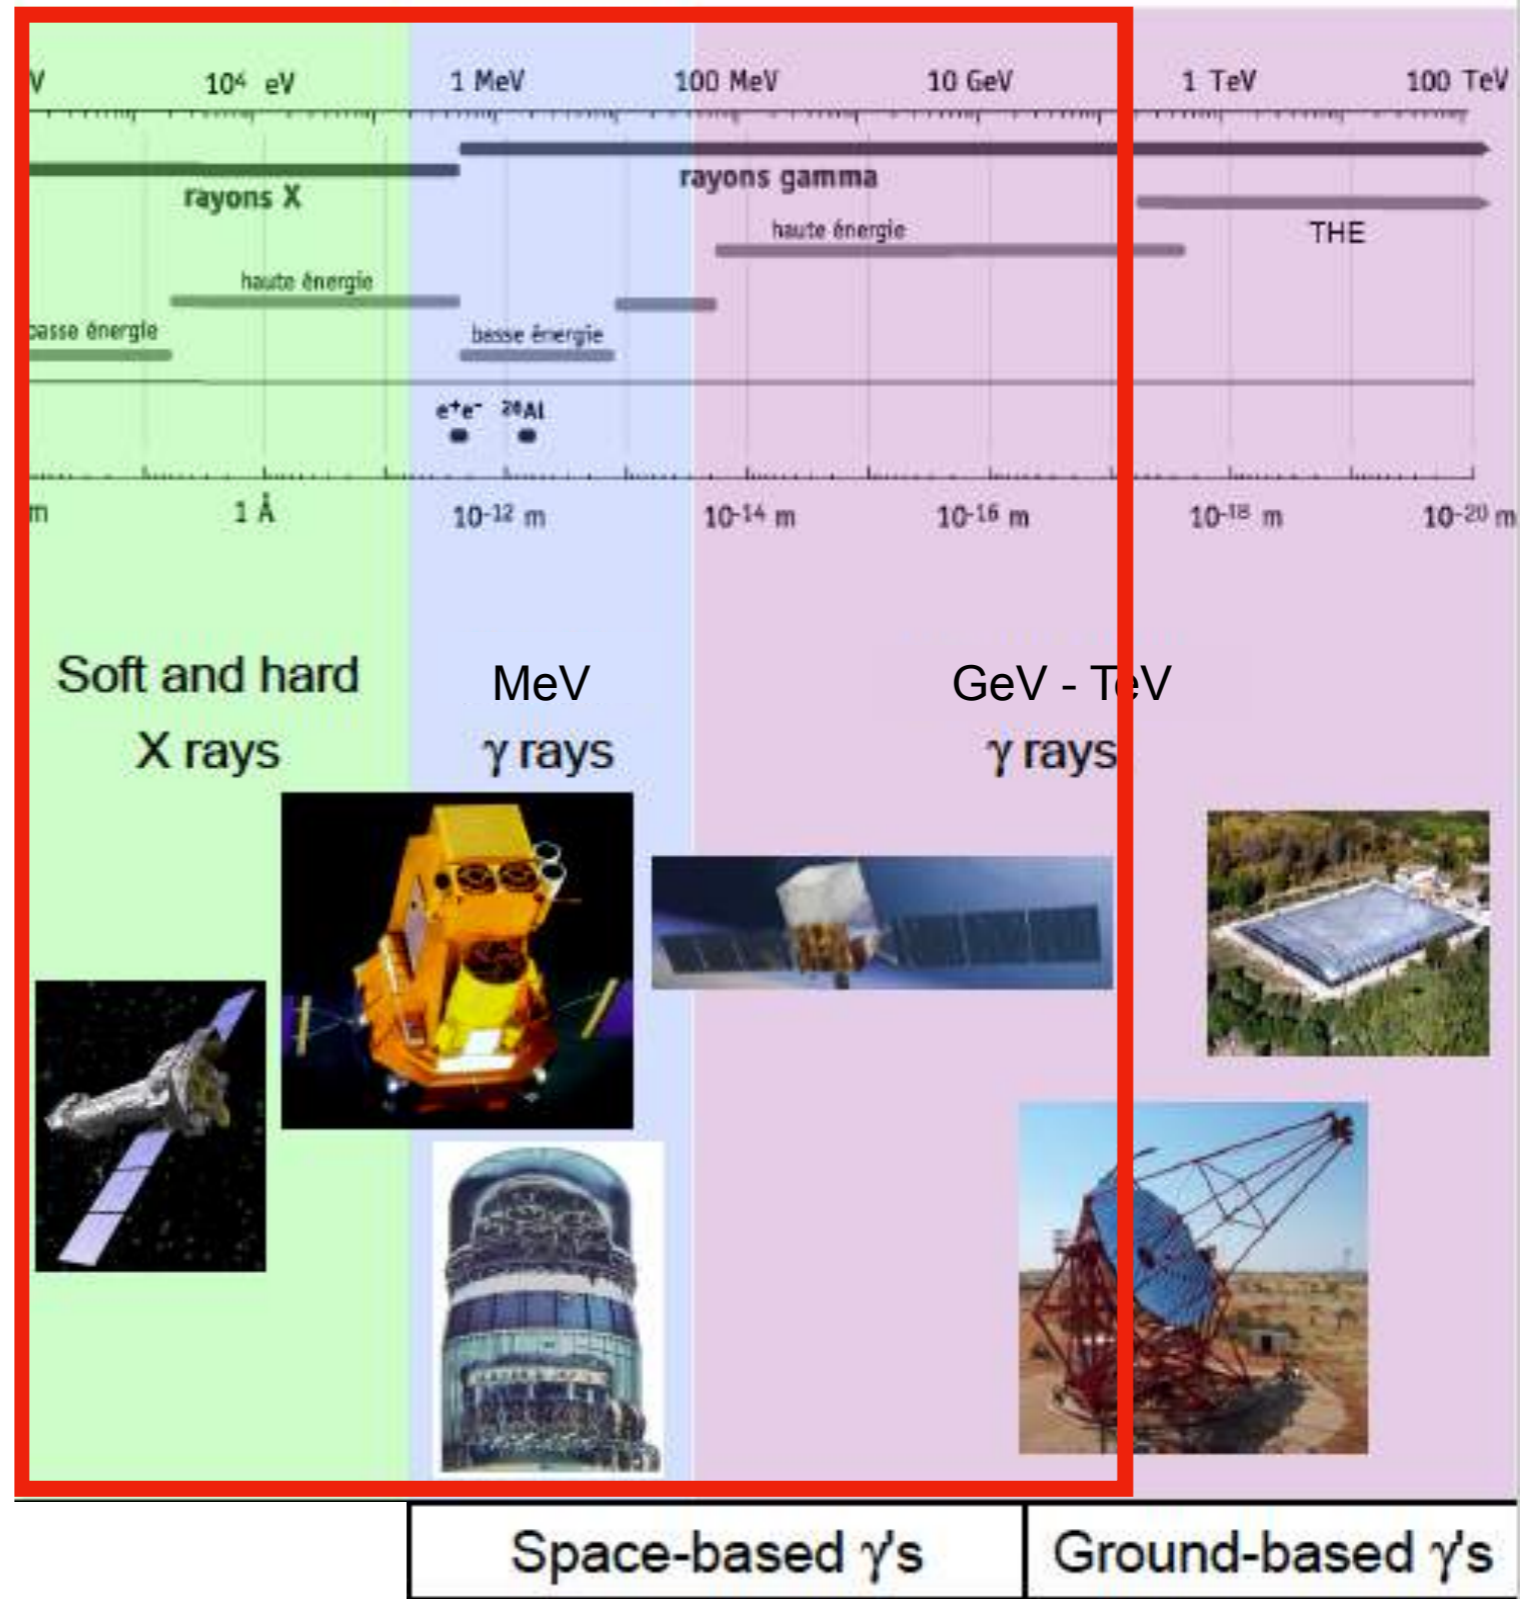 V 10⁴ eV 1 MeV 100 MeV 10 GeV 1 TeV 100 TeV
rayons X
rayons gamma
haute énergie
THE
haute énergie
basse énergie
basse énergie
e⁺e⁻ ²⁶Al
m 1 Å 10⁻¹² m 10⁻¹⁴ m 10⁻¹⁶ m 10⁻¹⁸ m 10⁻²⁰ m
Soft and hard
X rays
MeV
γ rays
GeV - TeV
γ rays
Space-based γ's
Ground-based γ's